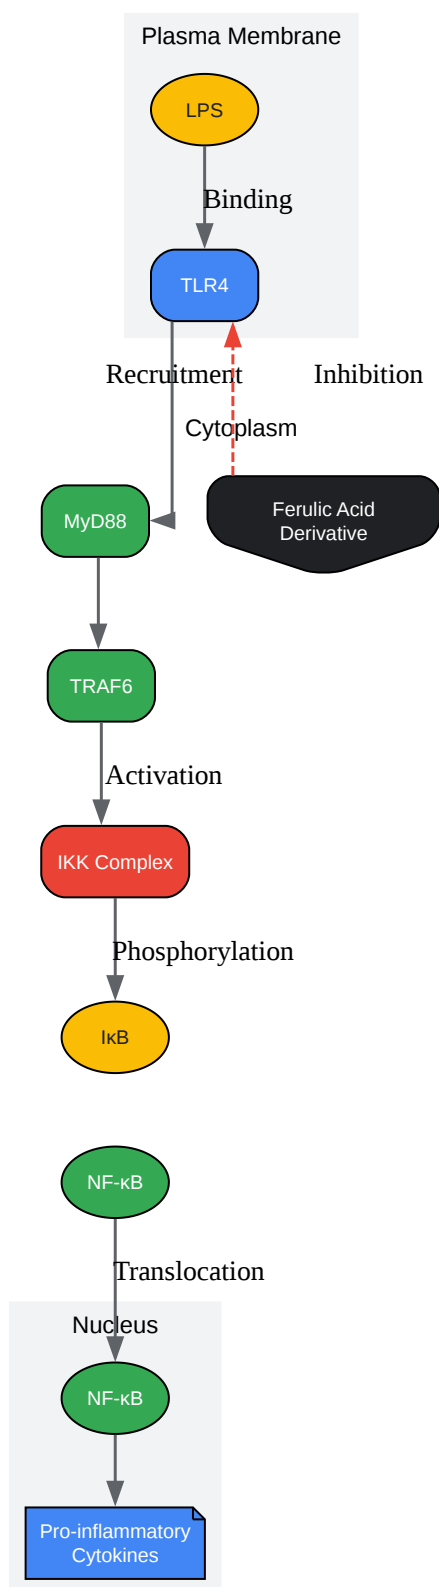 Plasma Membrane
LPS
Binding
TLR4
Recruitment
Inhibition
Cytoplasm
Ferulic Acid
Derivative
MyD88
TRAF6
Activation
IKK Complex
Phosphorylation
IκB
NF-κB
Translocation
Nucleus
NF-κB
Pro-inflammatory
Cytokines